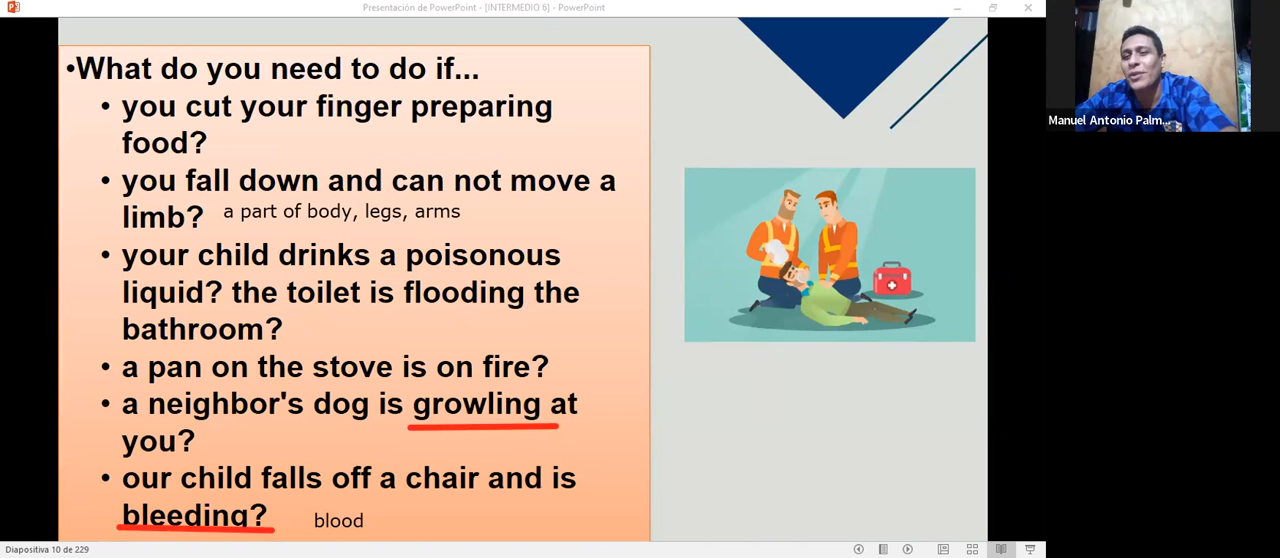 Presentación de PowerPoint - [INTERMEDIO 6] - PowerPoint
•What do you need to do if...
• you cut your finger preparing
food?
• you fall down and can not move a
limb? a part of body, legs, arms
• your child drinks a poisonous
liquid? the toilet is flooding the
bathroom?
• a pan on the stove is on fire?
• a neighbor's dog is growling at
you?
• our child falls off a chair and is
bleeding? blood
Manuel Antonio Palm...
Diapositiva 10 de 229